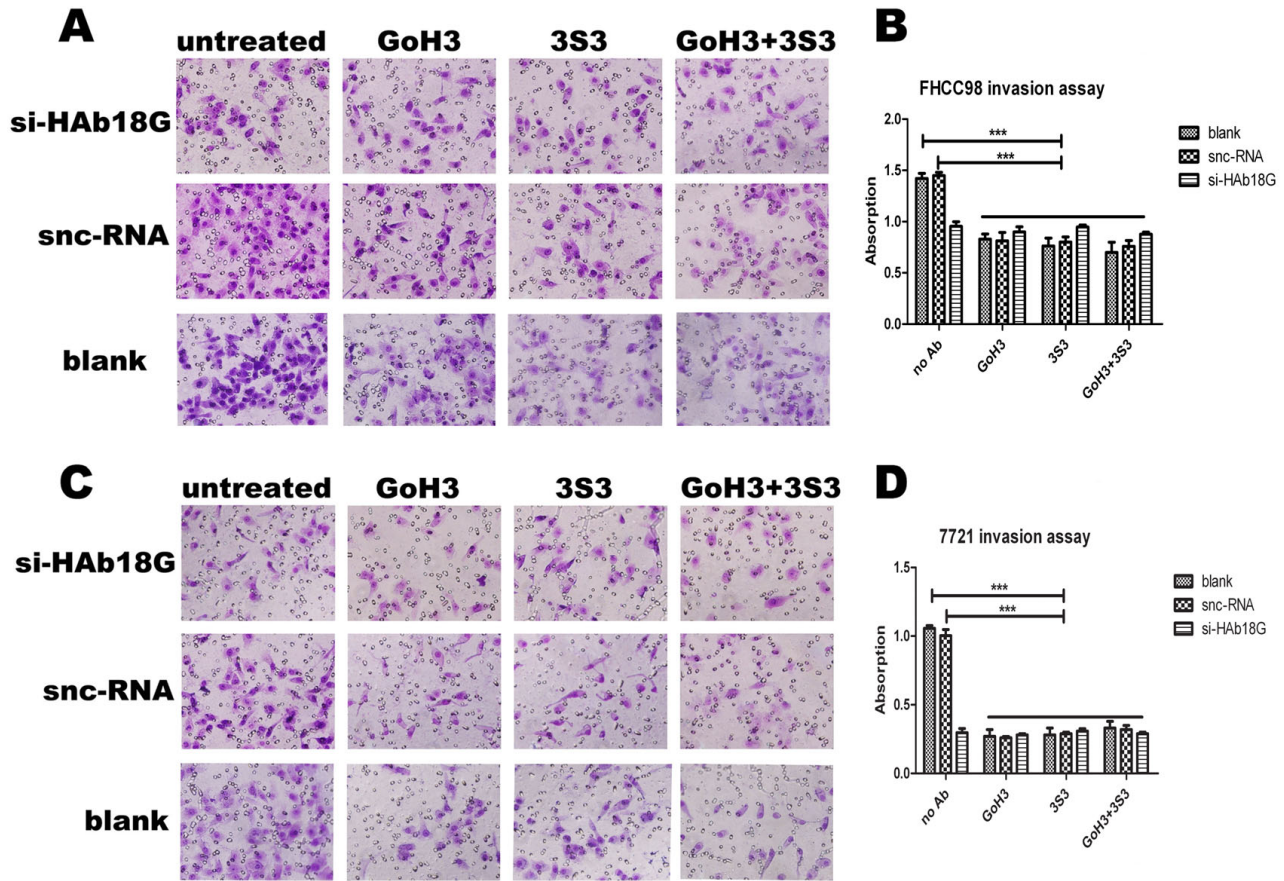 A
untreated GoH3 3S3 GoH3+3S3
si-HAb18G
snc-RNA
blank
B
FHCC98 invasion assay
2.0
1.5
1.0
0.5
0.0
Absorption
***
***
no Ab
GoH3
3S3
GoH3+3S3
blank
snc-RNA
si-HAb18G
C
untreated GoH3 3S3 GoH3+3S3
si-HAb18G
snc-RNA
blank
D
7721 invasion assay
1.5
1.0
0.5
0.0
Absorption
***
***
no Ab
GoH3
3S3
GoH3+3S3
blank
snc-RNA
si-HAb18G